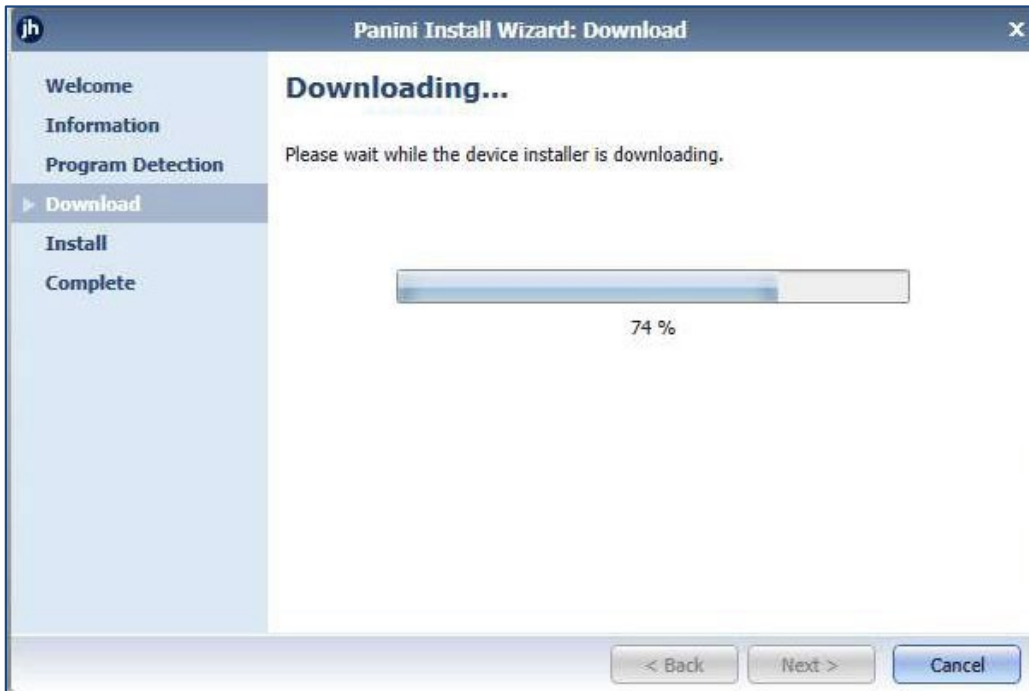 jh
Panini Install Wizard: Download
x
Welcome
Information
Program Detection
Download
Install
Complete
Downloading...
Please wait while the device installer is downloading.
74 %
< Back
Next >
Cancel